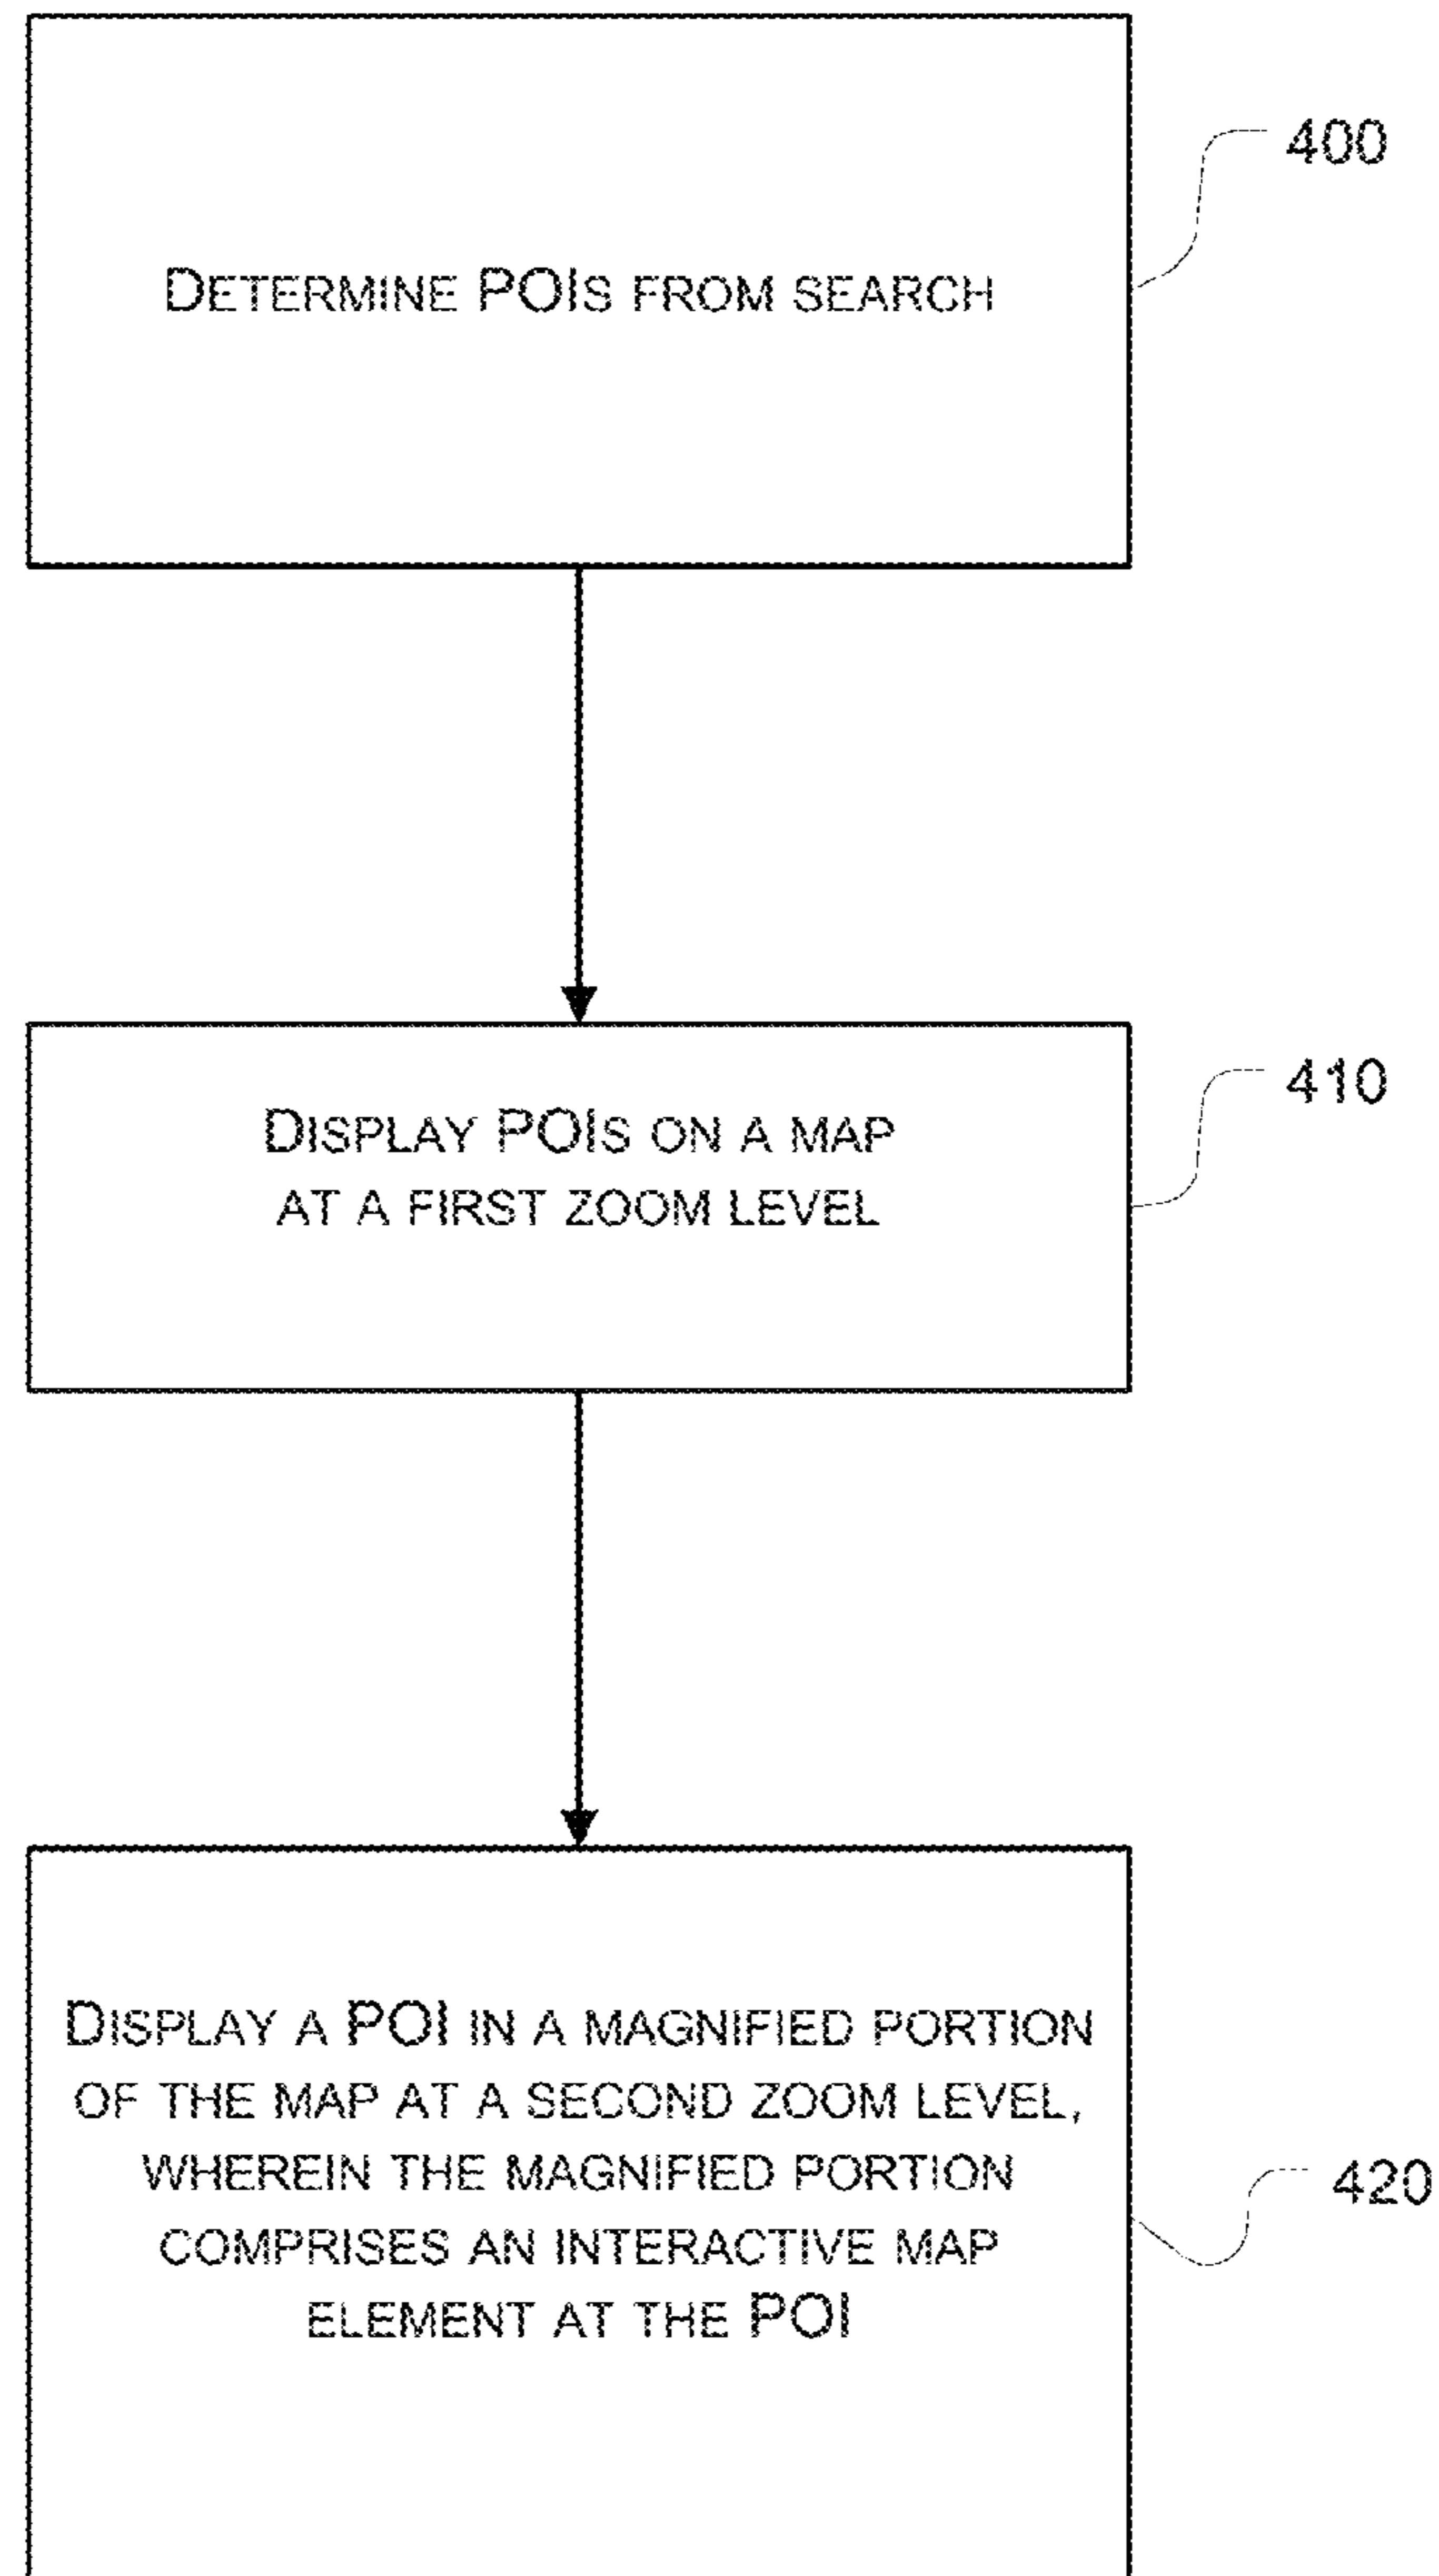 DETERMINE POIS FROM SEARCH
400
DISPLAY POIS ON A MAP
AT A FIRST ZOOM LEVEL
410
DISPLAY A POI IN A MAGNIFIED PORTION
OF THE MAP AT A SECOND ZOOM LEVEL,
WHEREIN THE MAGNIFIED PORTION
COMPRISES AN INTERACTIVE MAP
ELEMENT AT THE POI
420